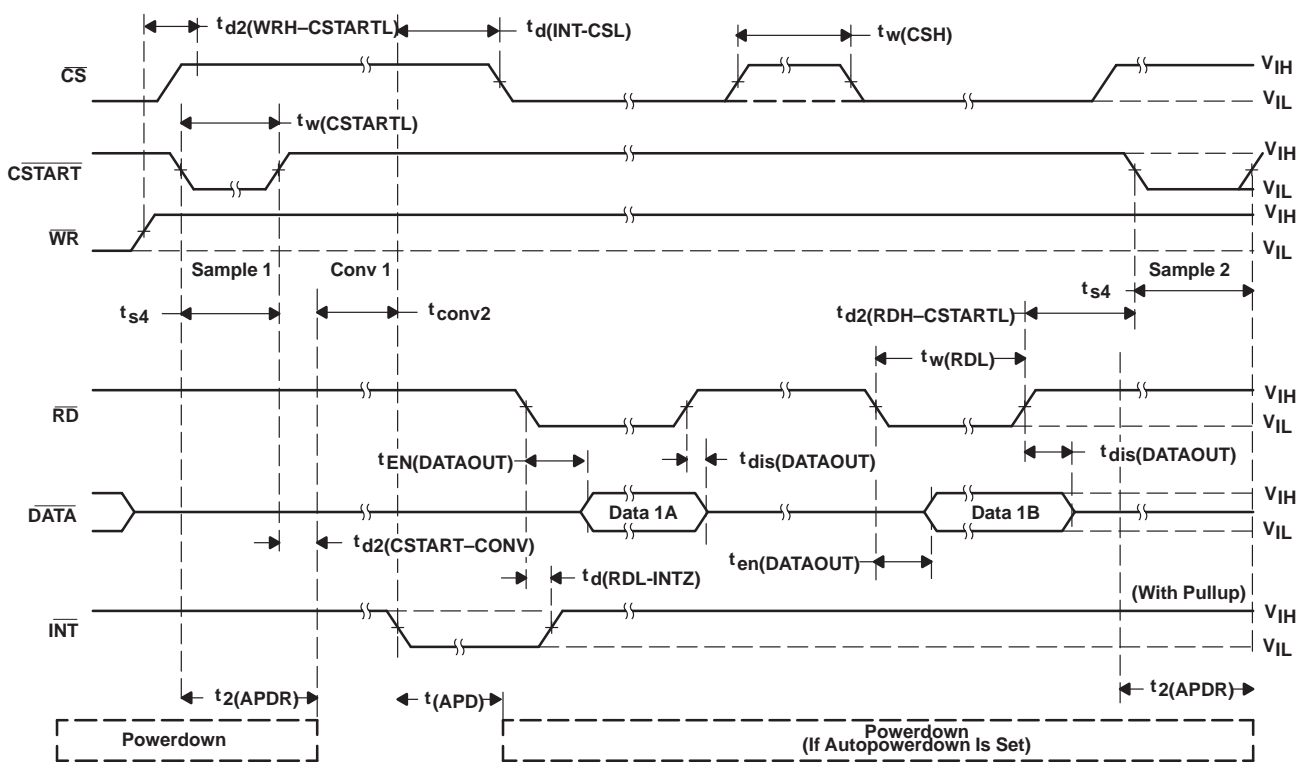 td2(WRH–CSTARTL)
td(INT-CSL)
tw(CSH)
CS
VIH
VIL
tw(CSTARTL)
CSTART
VIH
VIL
WR
VIH
VIL
Sample 1
Conv 1
Sample 2
ts4
tconv2
td2(RDH–CSTARTL)
ts4
tw(RDL)
RD
VIH
VIL
tEN(DATAOUT)
tdis(DATAOUT)
tdis(DATAOUT)
DATA
Data 1A
Data 1B
VIH
VIL
td2(CSTART–CONV)
ten(DATAOUT)
td(RDL-INTZ)
(With Pullup)
INT
VIH
VIL
t2(APDR)
t(APD)
t2(APDR)
Powerdown
Powerdown
(If Autopowerdown Is Set)